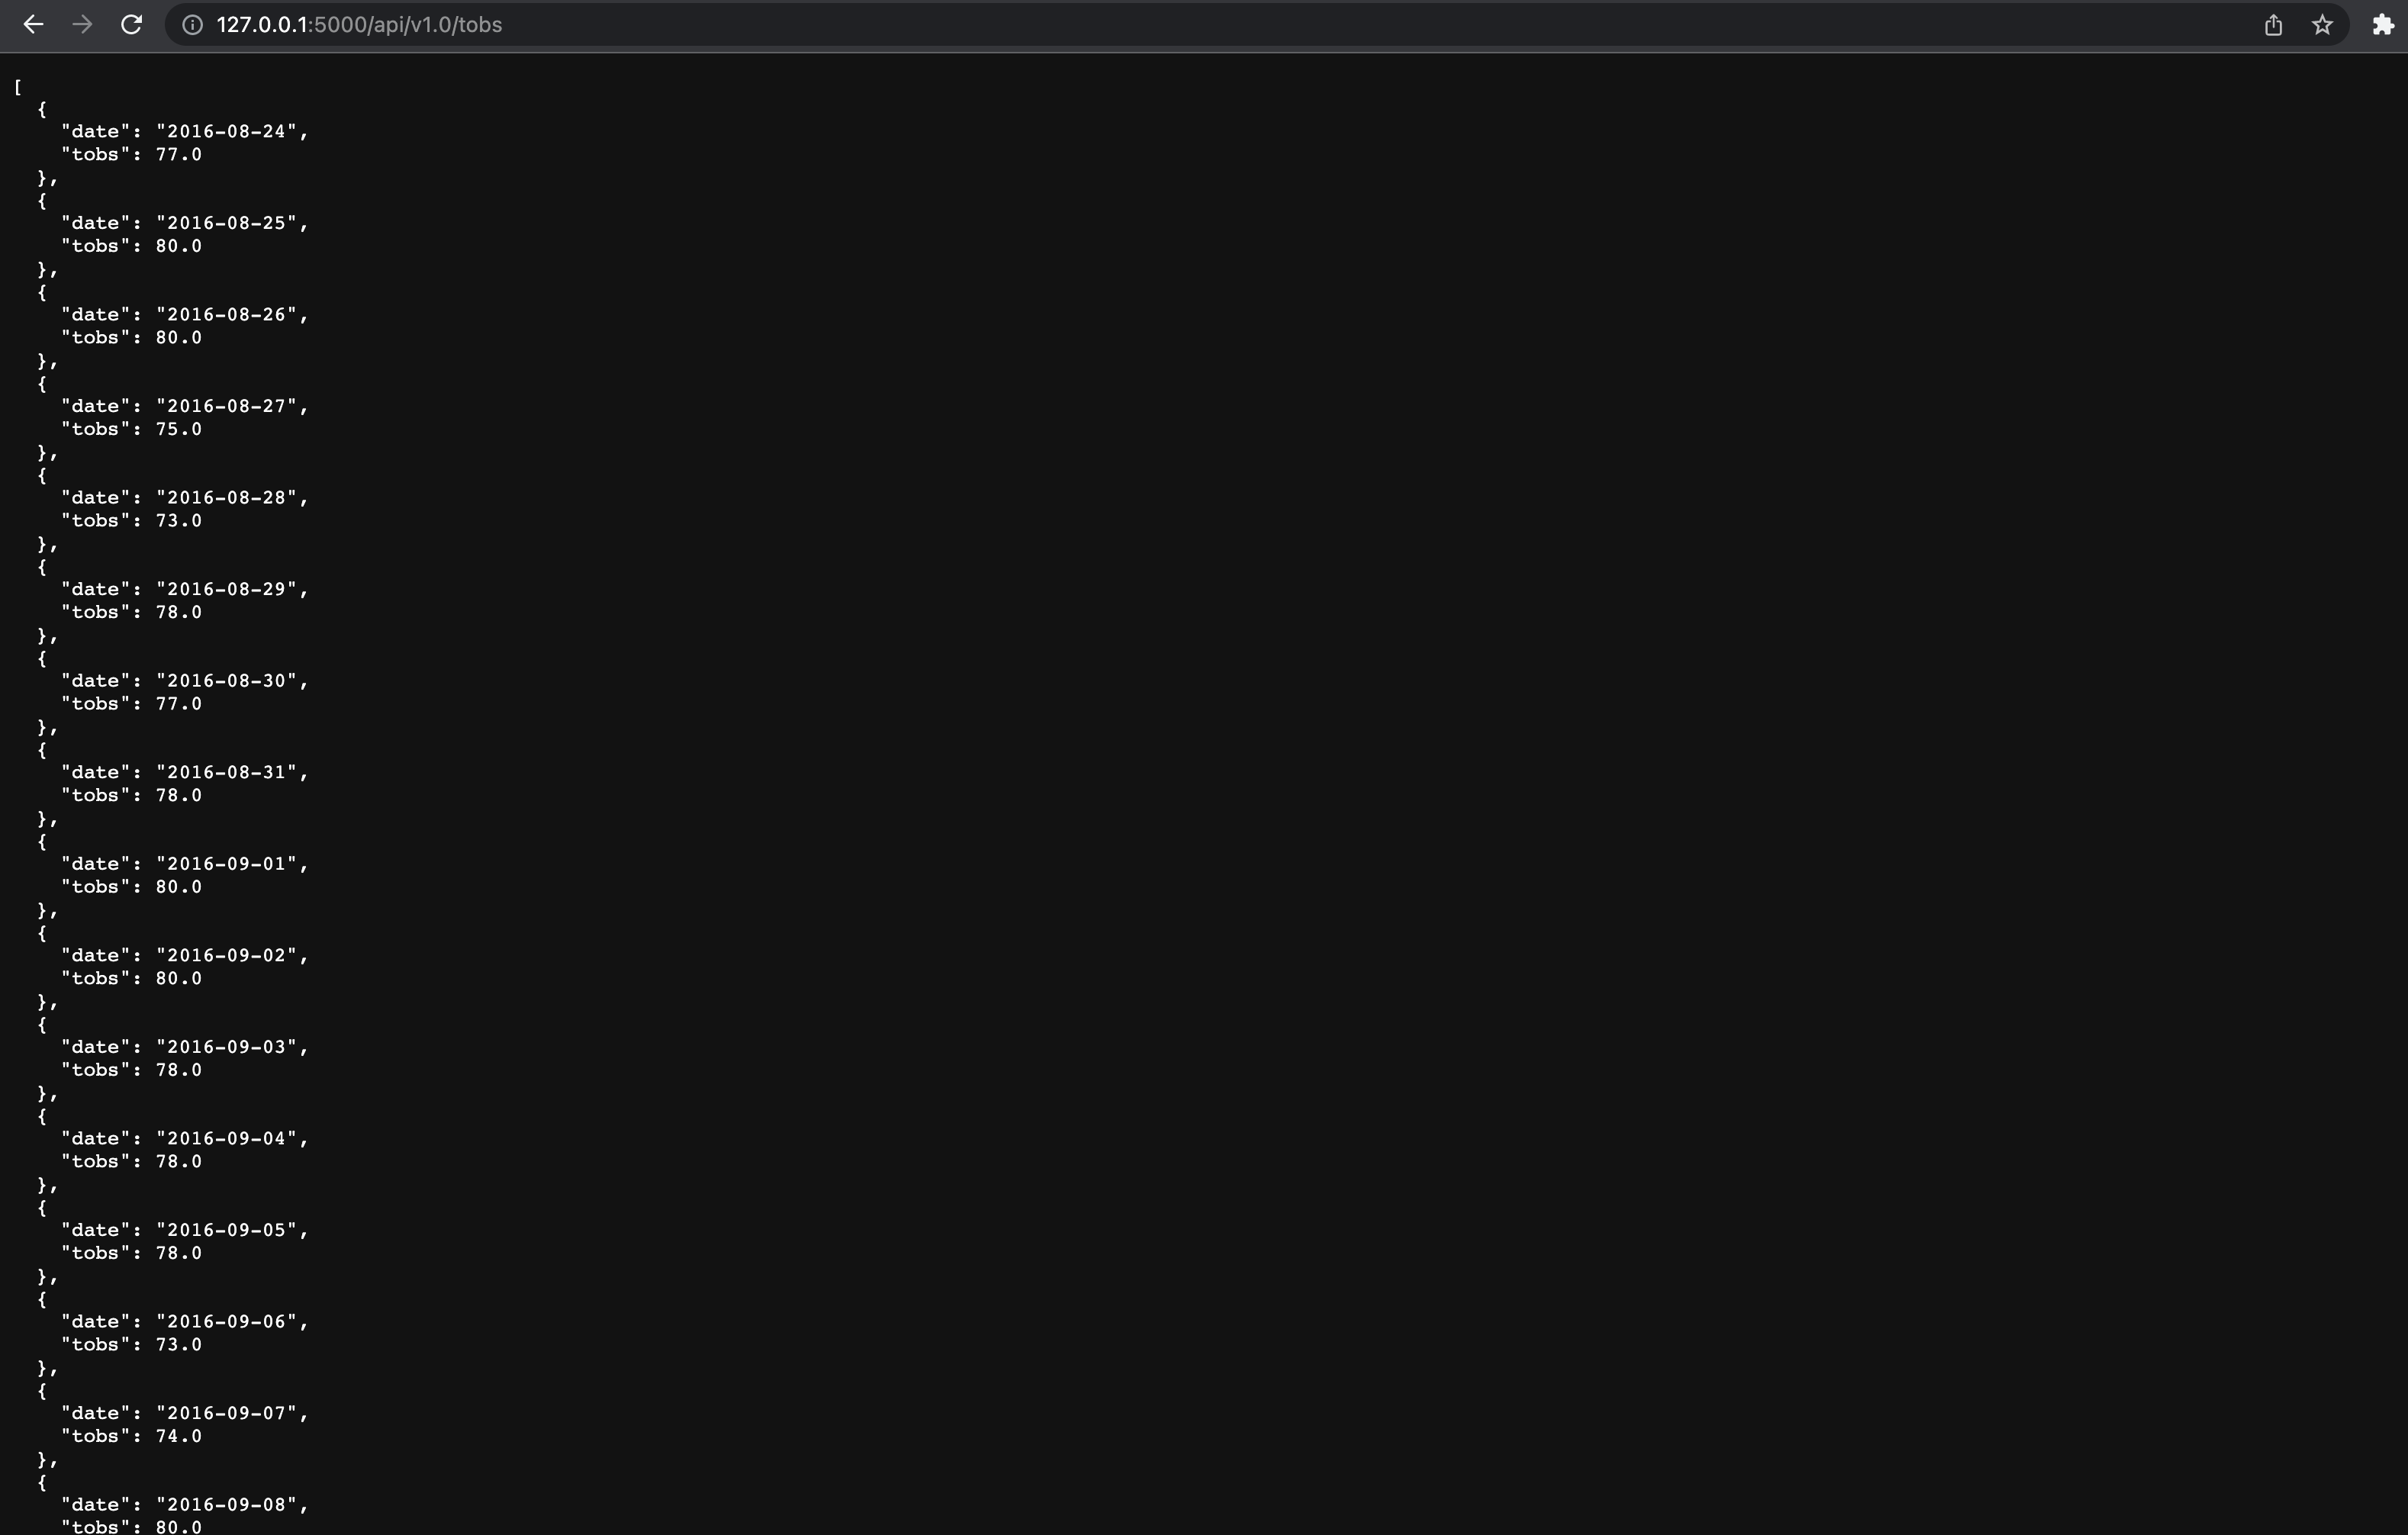 127.0.0.1:5000/api/v1.0/tobs
[
  {
    "date": "2016-08-24",
    "tobs": 77.0
  },
  {
    "date": "2016-08-25",
    "tobs": 80.0
  },
  {
    "date": "2016-08-26",
    "tobs": 80.0
  },
  {
    "date": "2016-08-27",
    "tobs": 75.0
  },
  {
    "date": "2016-08-28",
    "tobs": 73.0
  },
  {
    "date": "2016-08-29",
    "tobs": 78.0
  },
  {
    "date": "2016-08-30",
    "tobs": 77.0
  },
  {
    "date": "2016-08-31",
    "tobs": 78.0
  },
  {
    "date": "2016-09-01",
    "tobs": 80.0
  },
  {
    "date": "2016-09-02",
    "tobs": 80.0
  },
  {
    "date": "2016-09-03",
    "tobs": 78.0
  },
  {
    "date": "2016-09-04",
    "tobs": 78.0
  },
  {
    "date": "2016-09-05",
    "tobs": 78.0
  },
  {
    "date": "2016-09-06",
    "tobs": 73.0
  },
  {
    "date": "2016-09-07",
    "tobs": 74.0
  },
  {
    "date": "2016-09-08",
    "tobs": 80.0